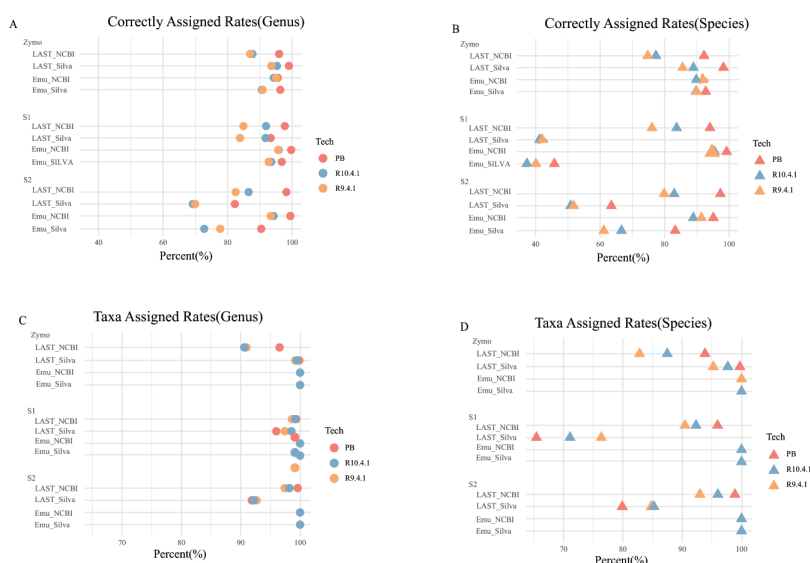 A
Correctly Assigned Rates(Genus)
Zymo
LAST_NCBI
LAST_Silva
Emu_NCBI
Emu_Silva
S1
LAST_NCBI
LAST_Silva
Emu_NCBI
Emu_SILVA
S2
LAST_NCBI
LAST_Silva
Emu_NCBI
Emu_Silva
40 60 80 100
Percent(%)
Tech
PB
R10.4.1
R9.4.1
B
Correctly Assigned Rates(Species)
Zymo
LAST_NCBI
LAST_Silva
Emu_NCBI
Emu_Silva
S1
LAST_NCBI
LAST_Silva
Emu_NCBI
Emu_SILVA
S2
LAST_NCBI
LAST_Silva
Emu_NCBI
Emu_Silva
40 60 80 100
Percent(%)
Tech
PB
R10.4.1
R9.4.1
C
Taxa Assigned Rates(Genus)
Zymo
LAST_NCBI
LAST_Silva
Emu_NCBI
Emu_Silva
S1
LAST_NCBI
LAST_Silva
Emu_NCBI
Emu_Silva
S2
LAST_NCBI
LAST_Silva
Emu_NCBI
Emu_Silva
70 80 90 100
Percent(%)
Tech
PB
R10.4.1
R9.4.1
D
Taxa Assigned Rates(Species)
Zymo
LAST_NCBI
LAST_Silva
Emu_NCBI
Emu_Silva
S1
LAST_NCBI
LAST_Silva
Emu_NCBI
Emu_Silva
S2
LAST_NCBI
LAST_Silva
Emu_NCBI
Emu_Silva
70 80 90 100
Percent(%)
Tech
PB
R10.4.1
R9.4.1